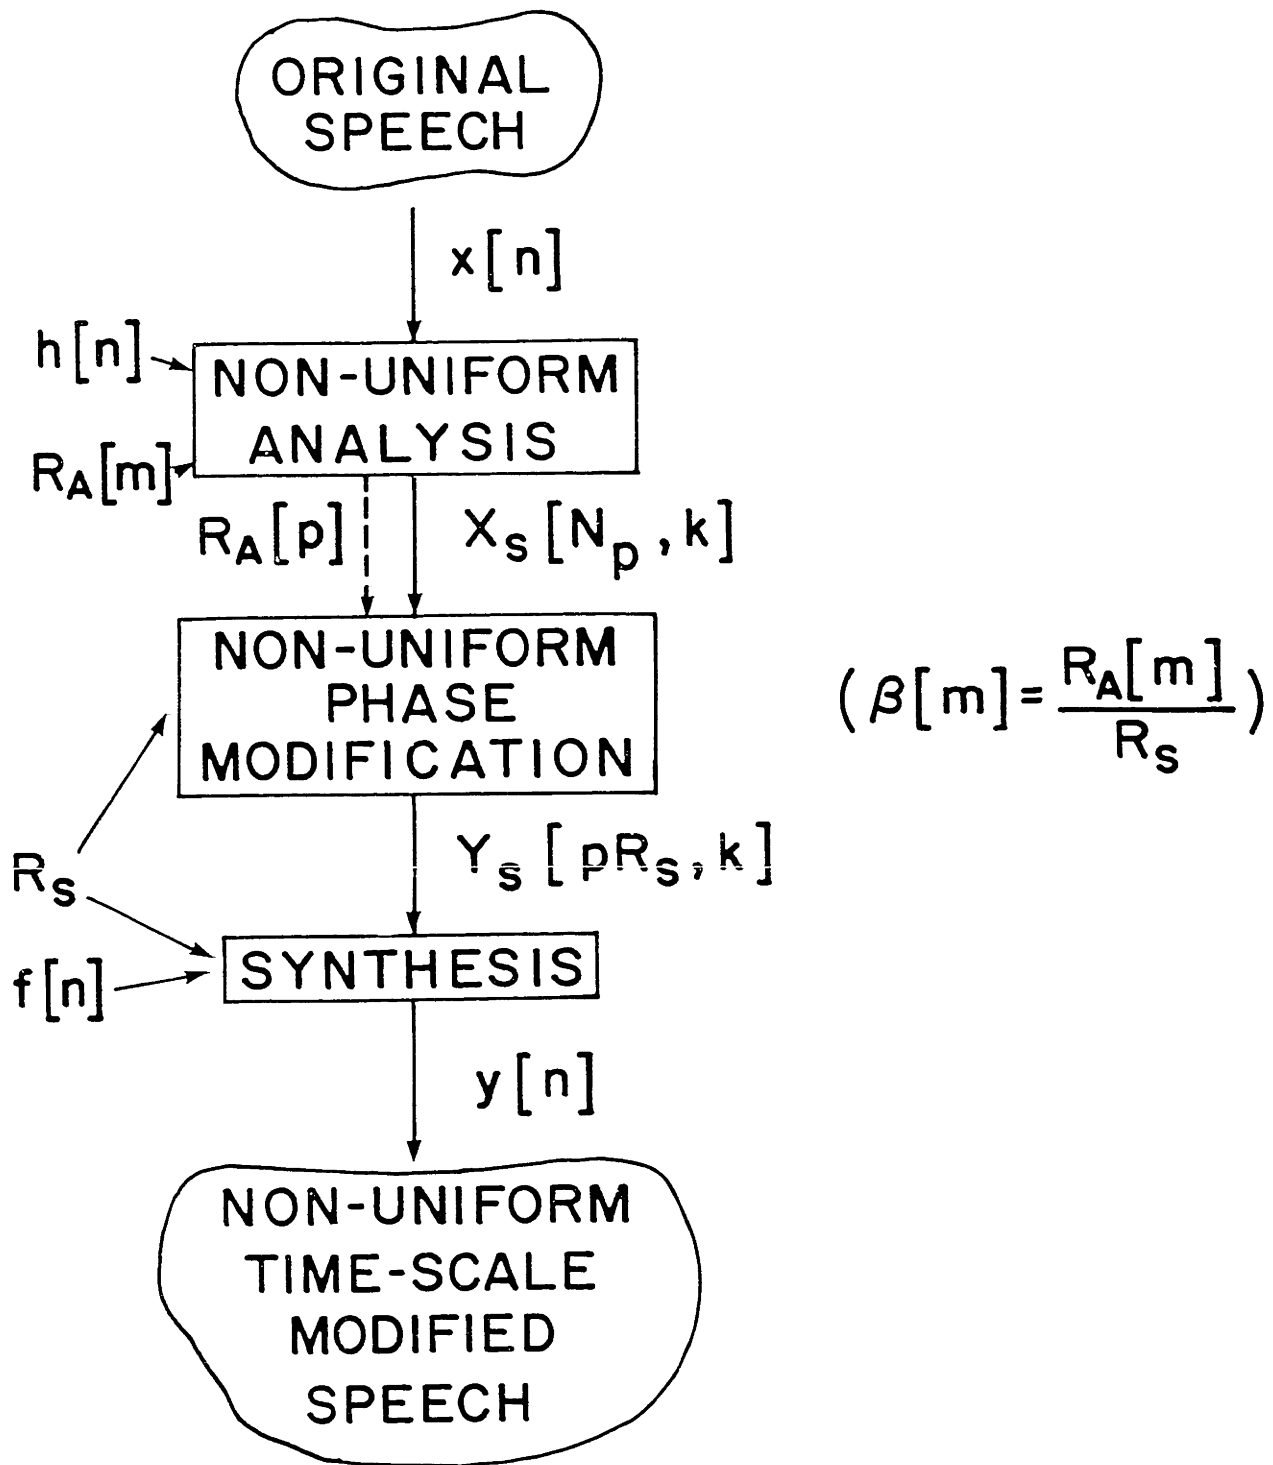 ORIGINAL
SPEECH
x[n]
h[n]
NON-UNIFORM
ANALYSIS
R_A[m]
R_A[p]
X_S[N_p, k]
NON-UNIFORM
PHASE
MODIFICATION
(β[m] = R_A[m] / R_S)
Y_S[pR_S, k]
R_S
SYNTHESIS
f[n]
y[n]
NON-UNIFORM
TIME-SCALE
MODIFIED
SPEECH